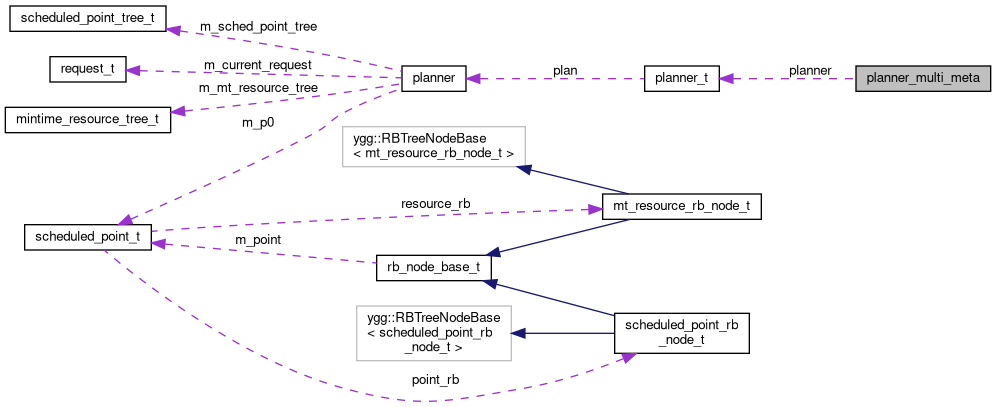 scheduled_point_tree_t
m_sched_point_tree
request_t
m_current_request
planner
plan
planner_t
planner
planner_multi_meta
m_mt_resource_tree
mintime_resource_tree_t
m_p0
ygg::RBTreeNodeBase
< mt_resource_rb_node_t >
resource_rb
mt_resource_rb_node_t
scheduled_point_t
m_point
rb_node_base_t
ygg::RBTreeNodeBase
< scheduled_point_rb
_node_t >
scheduled_point_rb
_node_t
point_rb